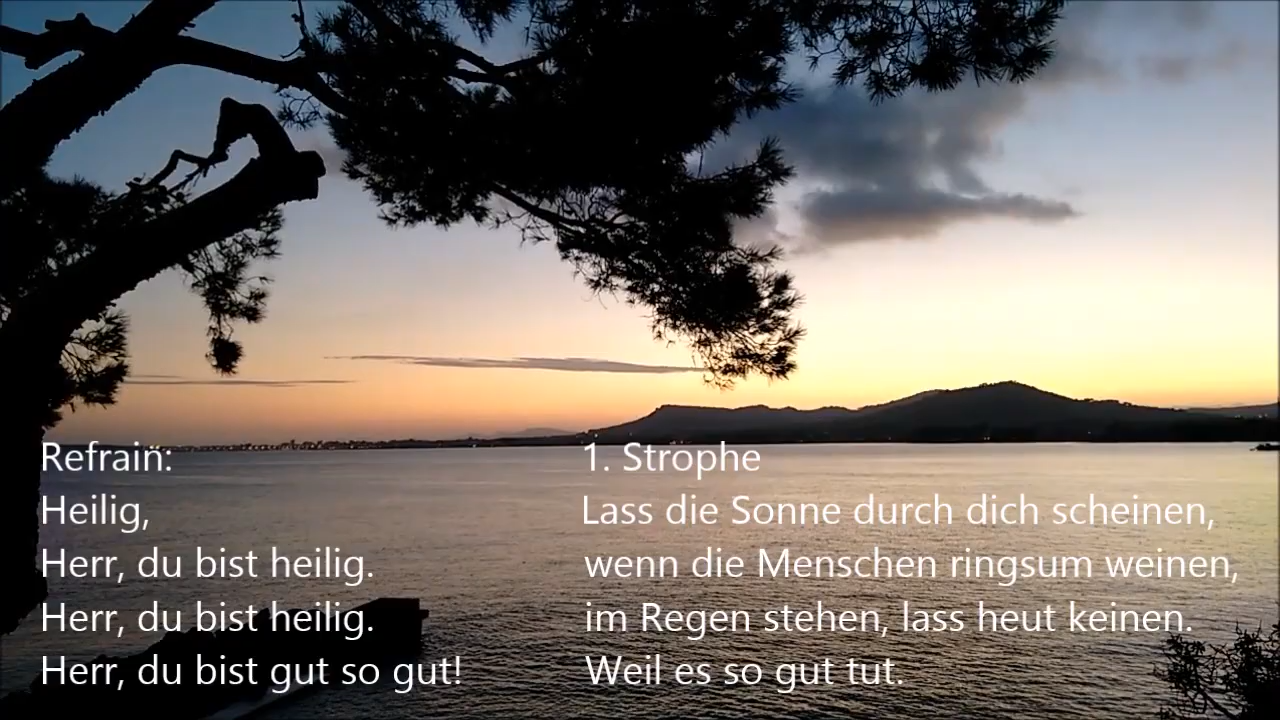 Refrain:
Heilig,
Herr, du bist heilig.
Herr, du bist heilig.
Herr, du bist gut so gut!
1. Strophe
Lass die Sonne durch dich scheinen,
wenn die Menschen ringsum weinen,
im Regen stehen, lass heut keinen.
Weil es so gut tut.